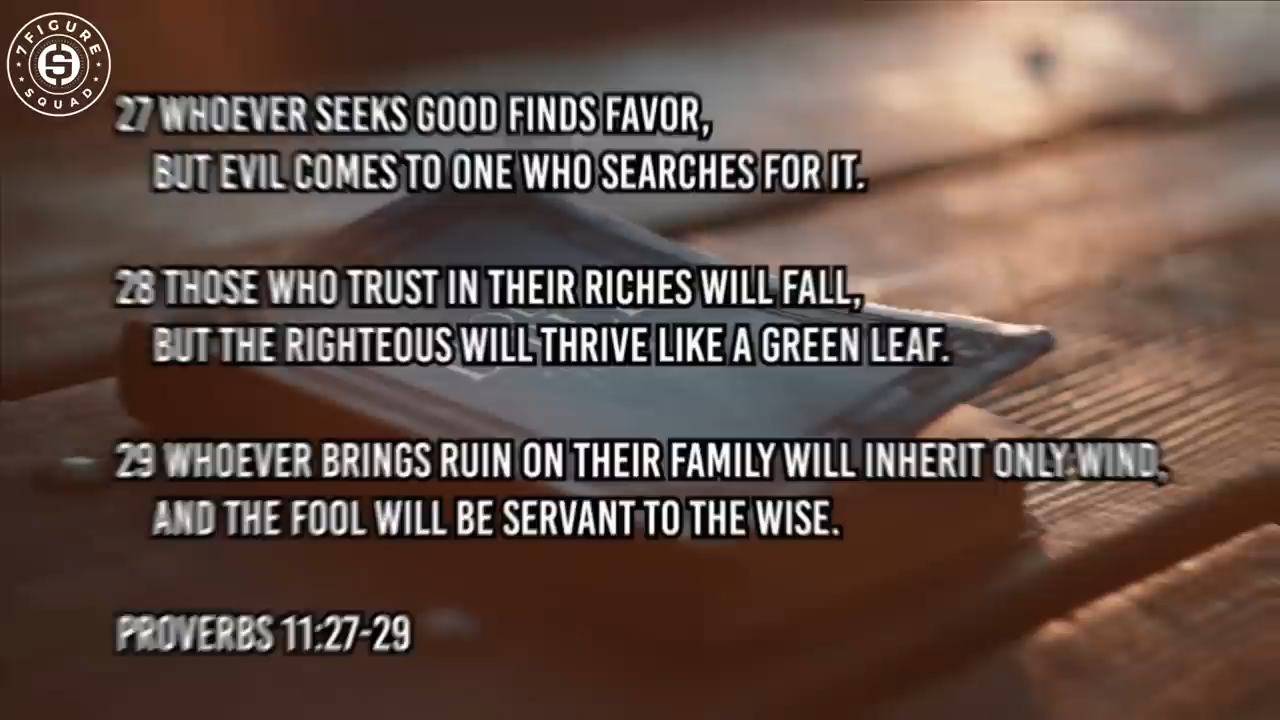 7FIGURE
SQUAD
27 WHOEVER SEEKS GOOD FINDS FAVOR,
BUT EVIL COMES TO ONE WHO SEARCHES FOR IT.
28 THOSE WHO TRUST IN THEIR RICHES WILL FALL,
BUT THE RIGHTEOUS WILL THRIVE LIKE A GREEN LEAF.
29 WHOEVER BRINGS RUIN ON THEIR FAMILY WILL INHERIT ONLY WIND,
AND THE FOOL WILL BE SERVANT TO THE WISE.
PROVERBS 11:27-29